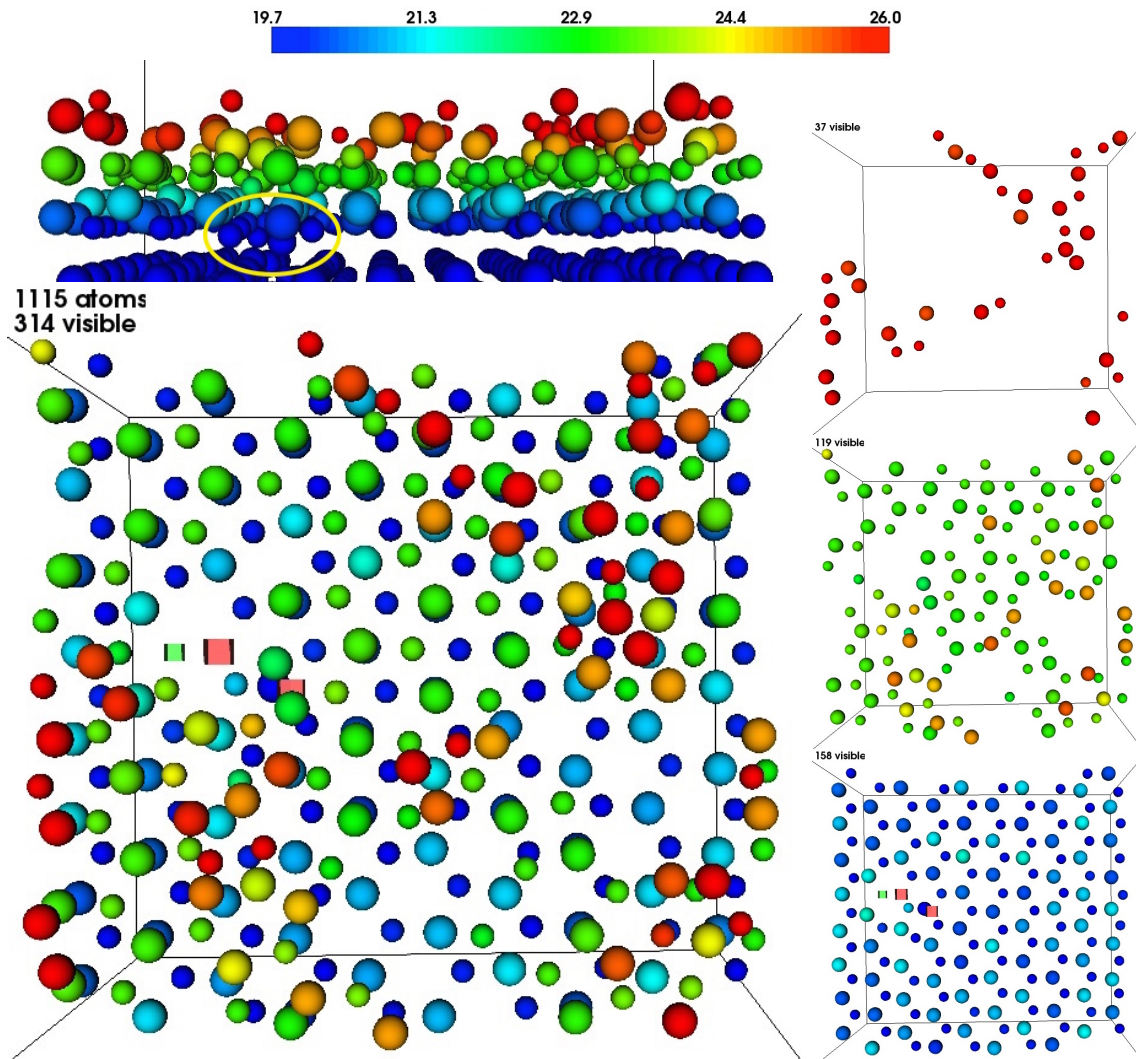 19.7 21.3 22.9 24.4 26.0
37 visible
1115 atoms
314 visible
119 visible
158 visible